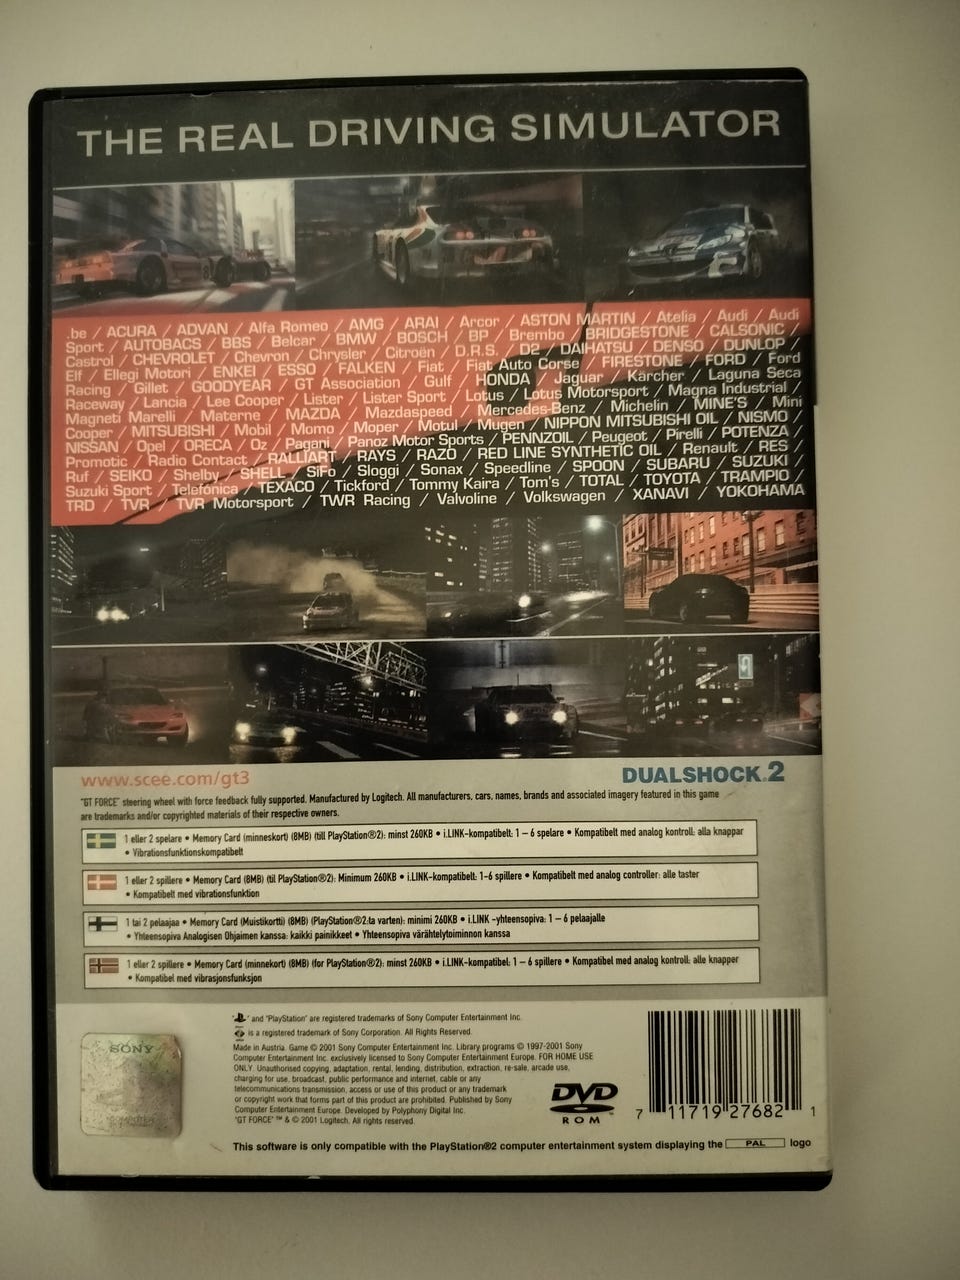 THE REAL DRIVING SIMULATOR
.be / ACURA / ADVAN / Alfa Romeo / AMG / ARAI / Arcor / ASTON MARTIN / Atelia / Audi / Audi
Sport / AUTOBACS / BBS / Belcar / BMW / BOSCH / BP / Brembo / BRIDGESTONE / CALSONIC /
Castrol / CHEVROLET / Chevron / Chrysler / Citroën / D.R.S. / D2 / DAIHATSU / DENSO / DUNLOP /
Elf / Ellegi Motori / ENKEI / ESSO / FALKEN / Fiat / Fiat Auto Corse / FIRESTONE / FORD / Ford
Racing / Gillet / GOODYEAR / GT Association / Gulf / HONDA / Jaguar / Kärcher / Laguna Seca
Raceway / Lancia / Lee Cooper / Lister / Lister Sport / Lotus / Lotus Motorsport / Magna Industrial /
Magneti Marelli / Materne / MAZDA / Mazdaspeed / Mercedes-Benz / Michelin / MINE'S / Mini
Cooper / MITSUBISHI / Mobil / Momo / Moper / Motul / Mugen / NIPPON MITSUBISHI OIL / NISMO /
NISSAN / Opel / ORECA / Oz / Pagani / Panoz Motor Sports / PENNZOIL / Peugeot / Pirelli / POTENZA /
Promotic / Radio Contact / RALLIART / RAYS / RAZO / RED LINE SYNTHETIC OIL / Renault / RES /
Ruf / SEIKO / Shelby / SHELL / SiFo / Sloggi / Sonax / Speedline / SPOON / SUBARU / SUZUKI /
Suzuki Sport / Telefónica / TEXACO / Tickford / Tommy Kaira / Tom's / TOTAL / TOYOTA / TRAMPIO /
TRD / TVR / TVR Motorsport / TWR Racing / Valvoline / Volkswagen / XANAVI / YOKOHAMA
www.scee.com/gt3
DUALSHOCK 2
"GT FORCE" steering wheel with force feedback fully supported. Manufactured by Logitech. All manufacturers, cars, names, brands and associated imagery featured in this game
are trademarks and/or copyrighted materials of their respective owners.
1 eller 2 spelare • Memory Card (minneskort) (8MB) (till PlayStation®2): minst 260KB • i.LINK-kompatibelt: 1 – 6 spelare • Kompatibelt med analog kontroll: alla knappar
• Vibrationsfunktionskompatibelt
1 eller 2 spillere • Memory Card (8MB) (til PlayStation®2): Minimum 260KB • i.LINK-kompatibelt: 1-6 spillere • Kompatibelt med analog controller: alle taster
• Kompatibelt med vibrationsfunktion
1 tai 2 pelaajaa • Memory Card (Muistikortti) (8MB) (PlayStation®2:ta varten): minimi 260KB • i.LINK -yhteensopiva: 1 – 6 pelaajalle
• Yhteensopiva Analogisen Ohjaimen kanssa: kaikki painikkeet • Yhteensopiva värähtelytoiminnon kanssa
1 eller 2 spillere • Memory Card (minnekort) (8MB) (for PlayStation®2): minst 260KB • i.LINK-kompatibel: 1 – 6 spillere • Kompatibel med analog kontroll: alle knapper
• Kompatibel med vibrasjonsfunksjon
" " and "PlayStation" are registered trademarks of Sony Computer Entertainment Inc.
is a registered trademark of Sony Corporation. All Rights Reserved.
Made in Austria. Game © 2001 Sony Computer Entertainment Inc. Library programs © 1997-2001 Sony
Computer Entertainment Inc. exclusively licensed to Sony Computer Entertainment Europe. FOR HOME USE
ONLY. Unauthorised copying, adaptation, rental, lending, distribution, extraction, re-sale, arcade use,
charging for use, broadcast, public performance and internet, cable or any
telecommunications transmission, access or use of this product or any trademark
or copyright work that forms part of this product are prohibited. Published by Sony
Computer Entertainment Europe. Developed by Polyphony Digital Inc.
"GT FORCE" ™ & © 2001 Logitech. All rights reserved.
SONY
DVD
ROM
7 11719 27682 1
This software is only compatible with the PlayStation®2 computer entertainment system displaying the PAL logo